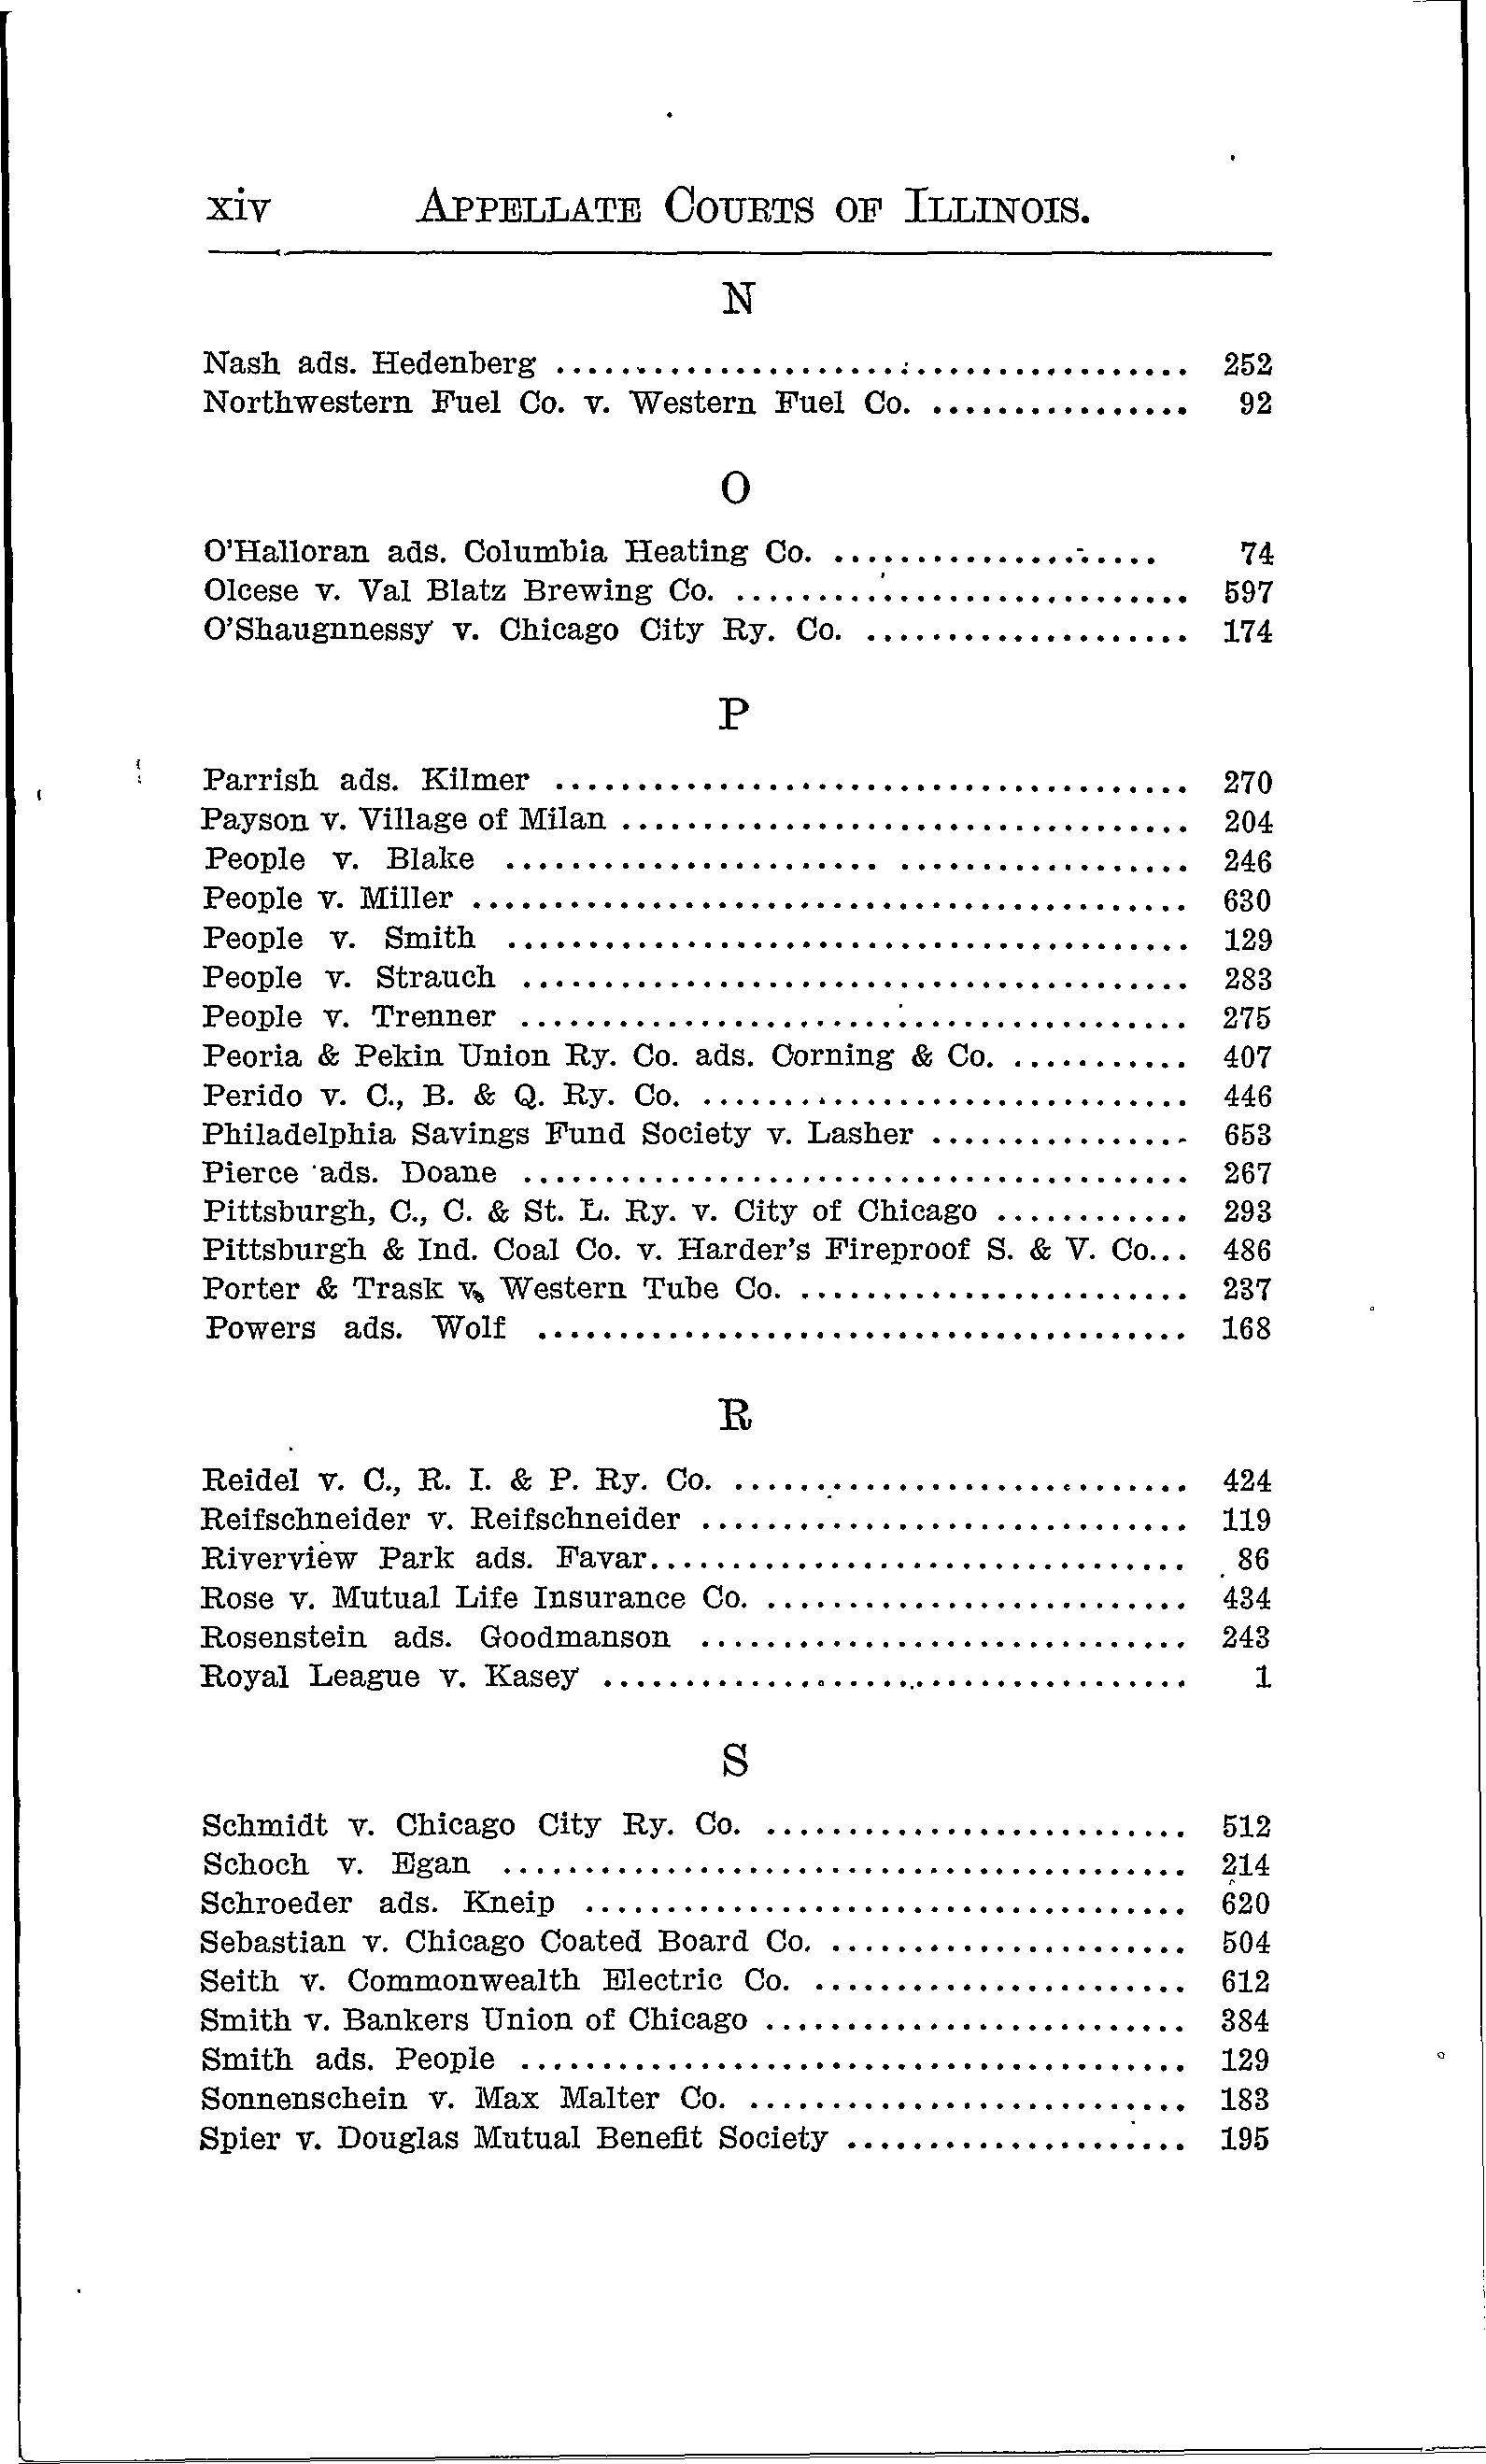 xiv APPELLATE COURTS OF ILLINOIS.
N
Nash ads. Hedenberg ........................................ 252
Northwestern Fuel Co. v. Western Fuel Co. ................ 92
O
O'Halloran ads. Columbia Heating Co. .................... 74
Olcese v. Val Blatz Brewing Co. ............................ 597
O'Shaugnnessy v. Chicago City Ry. Co. .................... 174
P
Parrish ads. Kilmer ....................................... 270
Payson v. Village of Milan ................................... 204
People v. Blake ......................................... 246
People v. Miller ............................................ 630
People v. Smith .......................................... 129
People v. Strauch ......................................... 283
People v. Trenner ......................................... 275
Peoria & Pekin Union Ry. Co. ads. Corning & Co. ........... 407
Perido v. C., B. & Q. Ry. Co. .............................. 446
Philadelphia Savings Fund Society v. Lasher ................ 653
Pierce ads. Doane ......................................... 267
Pittsburgh, C., C. & St. L. Ry. v. City of Chicago ............ 293
Pittsburgh & Ind. Coal Co. v. Harder's Fireproof S. & V. Co... 486
Porter & Trask v. Western Tube Co. ........................ 237
Powers ads. Wolf ........................................ 168
R
Reidel v. C., R. I. & P. Ry. Co. ............................ 424
Reifschneider v. Reifschneider .............................. 119
Riverview Park ads. Favar................................. 86
Rose v. Mutual Life Insurance Co. .......................... 434
Rosenstein ads. Goodmanson .............................. 243
Royal League v. Kasey .................................... 1
S
Schmidt v. Chicago City Ry. Co. .......................... 512
Schoch v. Egan .......................................... 214
Schroeder ads. Kneip ..................................... 620
Sebastian v. Chicago Coated Board Co. ...................... 504
Seith v. Commonwealth Electric Co. ....................... 612
Smith v. Bankers Union of Chicago .......................... 384
Smith ads. People ......................................... 129
Sonnenschein v. Max Malter Co. ........................... 183
Spier v. Douglas Mutual Benefit Society ..................... 195